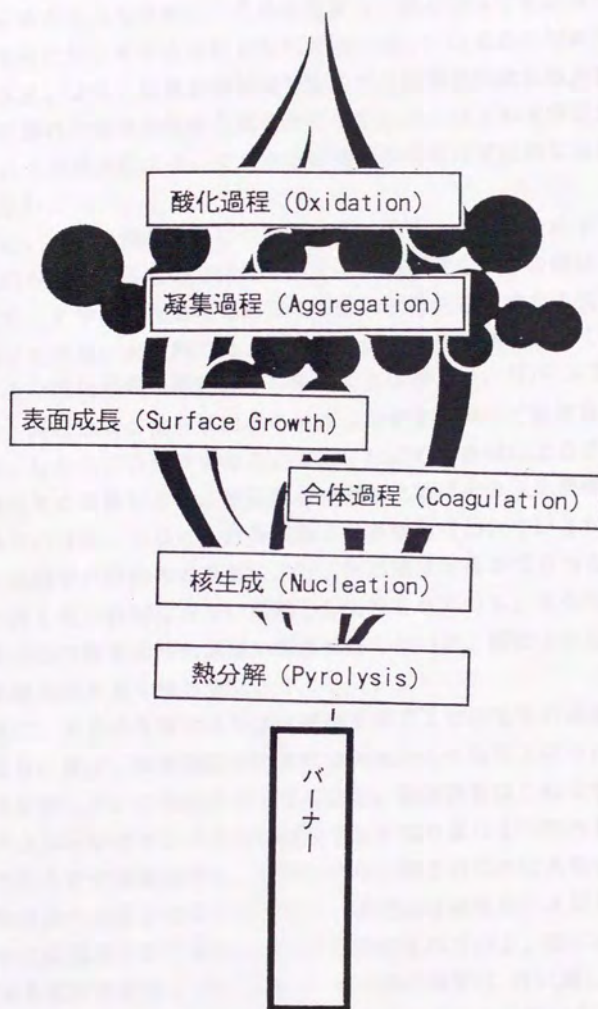 酸化過程 (Oxidation)
凝集過程 (Aggregation)
表面成長 (Surface Growth)
合体過程 (Coagulation)
核生成 (Nucleation)
熱分解 (Pyrolysis)
バーナー